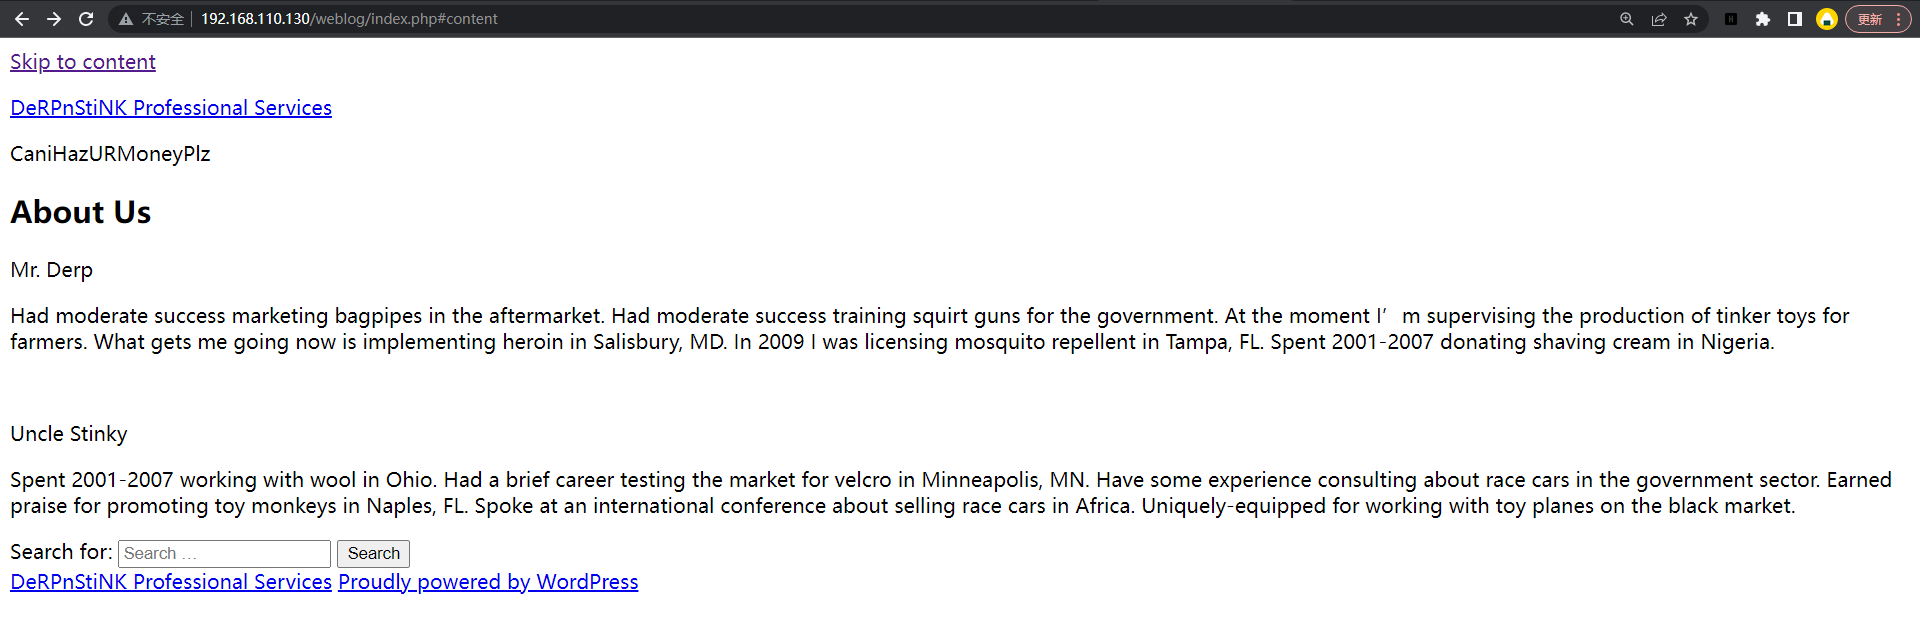 不安全 192.168.110.130/weblog/index.php#content 更新
Skip to content
DeRPnStiNK Professional Services
CaniHazURMoneyPlz
About Us
Mr. Derp
Had moderate success marketing bagpipes in the aftermarket. Had moderate success training squirt guns for the government. At the moment I’m supervising the production of tinker toys for
farmers. What gets me going now is implementing heroin in Salisbury, MD. In 2009 I was licensing mosquito repellent in Tampa, FL. Spent 2001-2007 donating shaving cream in Nigeria.
Uncle Stinky
Spent 2001-2007 working with wool in Ohio. Had a brief career testing the market for velcro in Minneapolis, MN. Have some experience consulting about race cars in the government sector. Earned
praise for promoting toy monkeys in Naples, FL. Spoke at an international conference about selling race cars in Africa. Uniquely-equipped for working with toy planes on the black market.
Search for: Search … Search
DeRPnStiNK Professional Services Proudly powered by WordPress